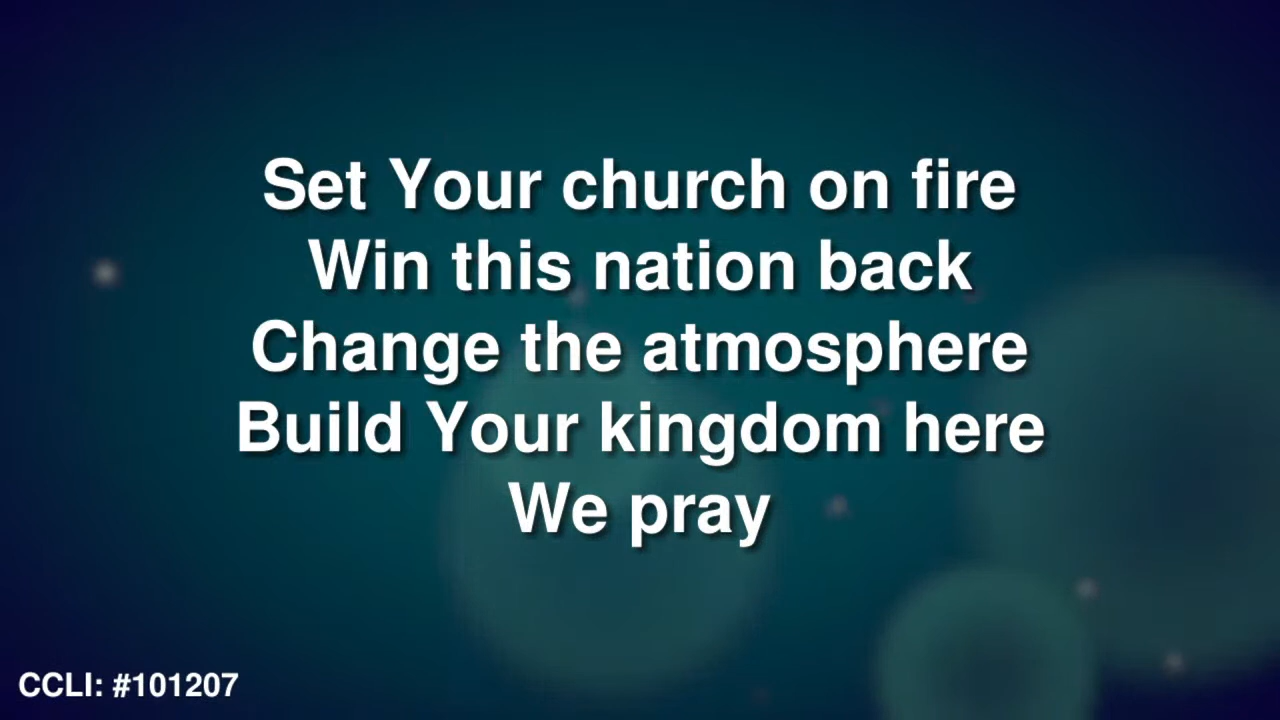 Set Your church on fire
Win this nation back
Change the atmosphere
Build Your kingdom here
We pray
CCLI: #101207